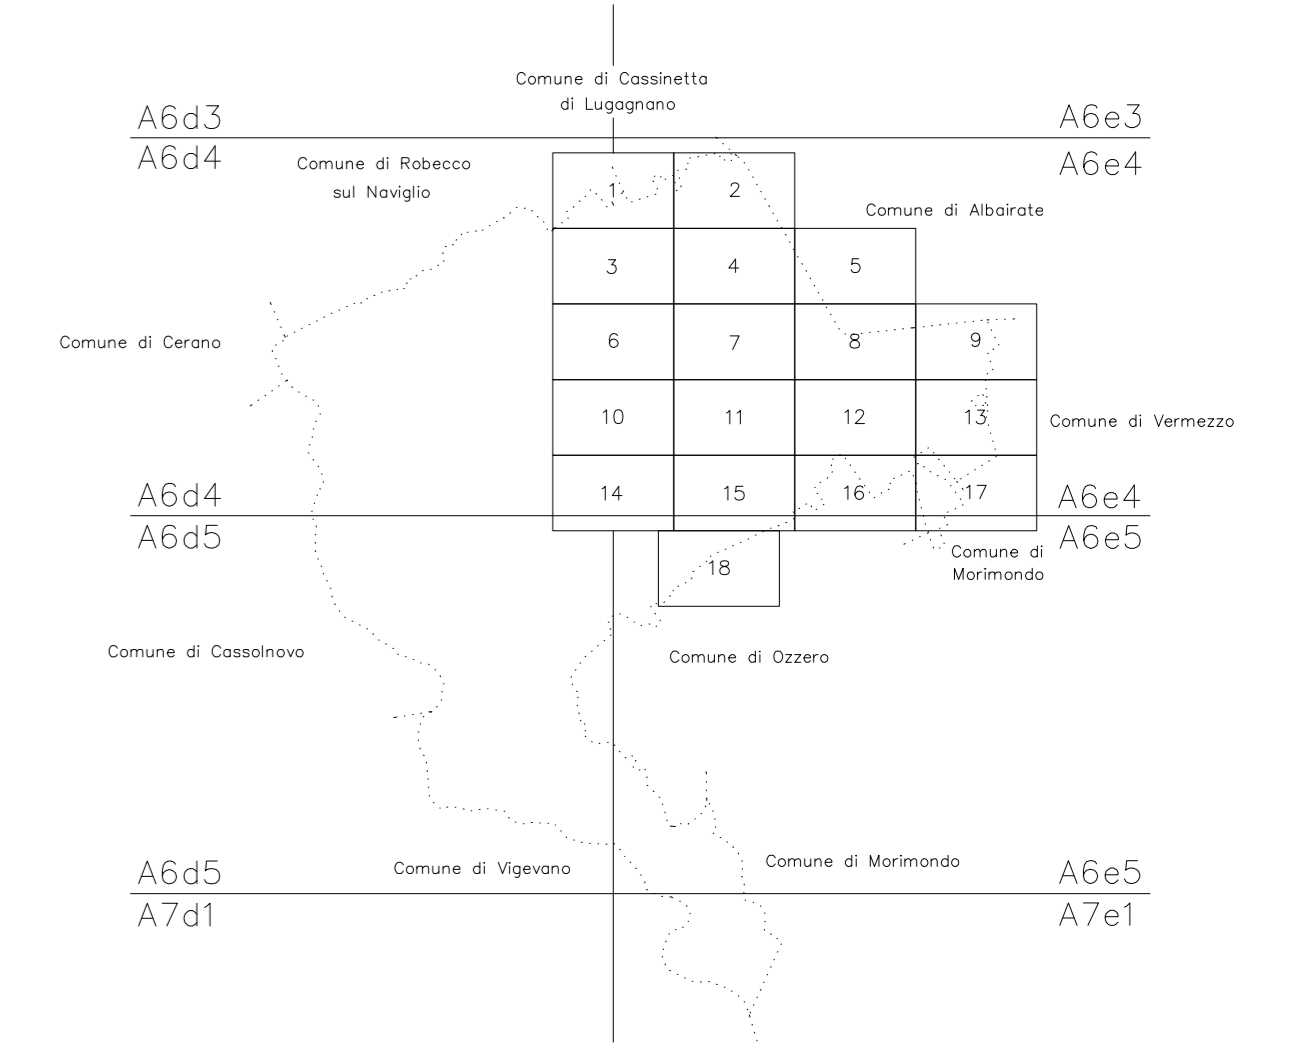 Comune di Cassinetta
di Lugagnano
A6d3
A6e3
A6d4
A6e4
Comune di Robecco
sul Naviglio
1
2
Comune di Albairate
3
4
5
Comune di Cerano
6
7
8
9
10
11
12
13
Comune di Vermezzo
A6d4
14
15
16
17
A6e4
A6d5
A6e5
Comune di
Morimondo
18
Comune di Cassolnovo
Comune di Ozzero
Comune di Vigevano
Comune di Morimondo
A6d5
A6e5
A7d1
A7e1